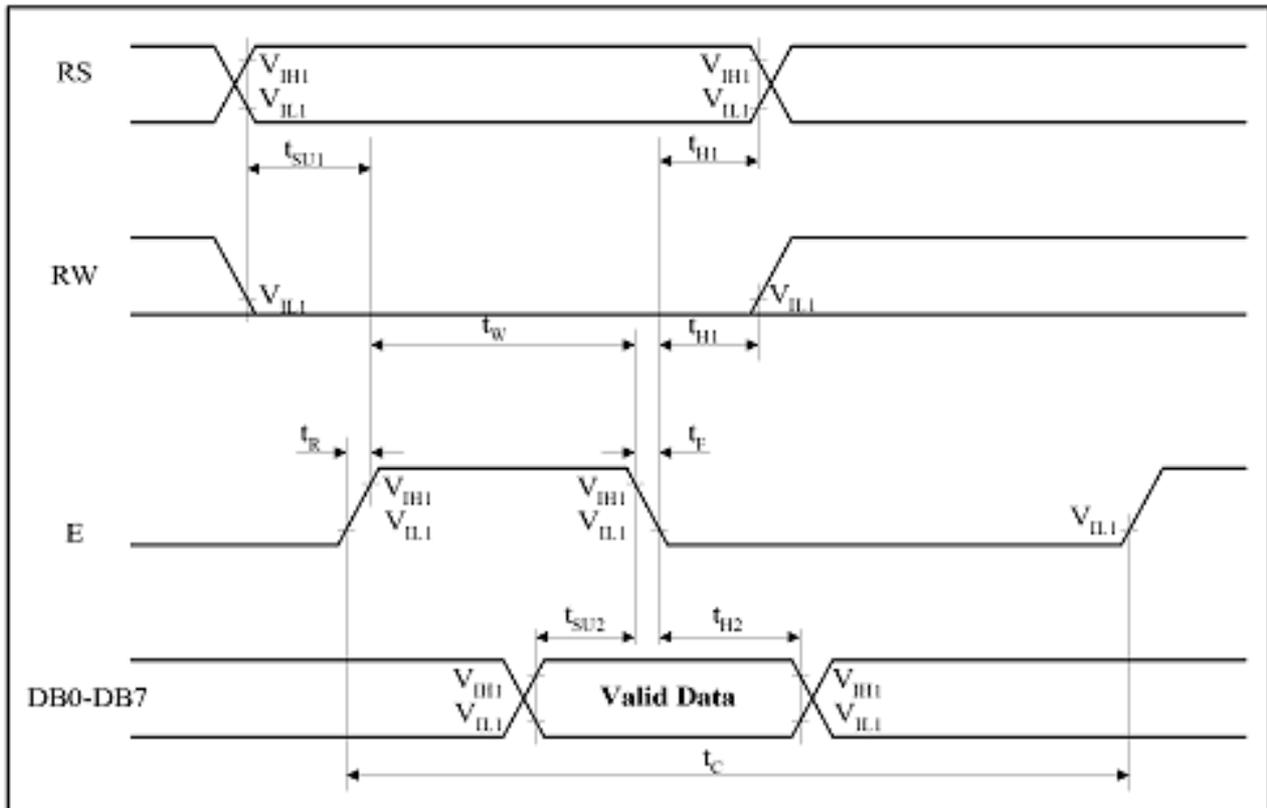 RS
V_IH1
V_IL1
V_IH1
V_IL1
t_SU1
t_H1
RW
V_IL1
V_IL1
t_W
t_H1
t_R
t_F
E
V_IH1
V_IL1
V_IH1
V_IL1
V_IL1
t_SU2
t_H2
DB0-DB7
V_IH1
V_IL1
Valid Data
V_IH1
V_IL1
t_C